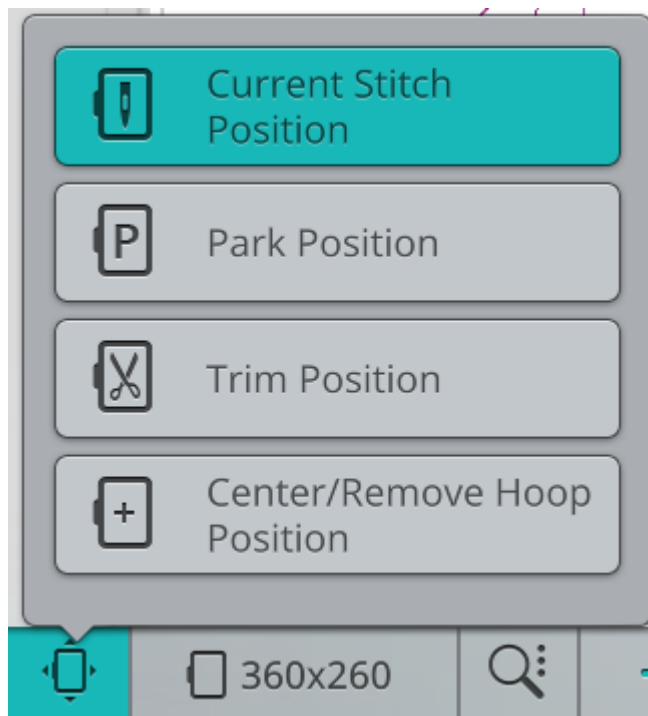 Current Stitch
Position
P
Park Position
Trim Position
Center/Remove Hoop
Position
360x260